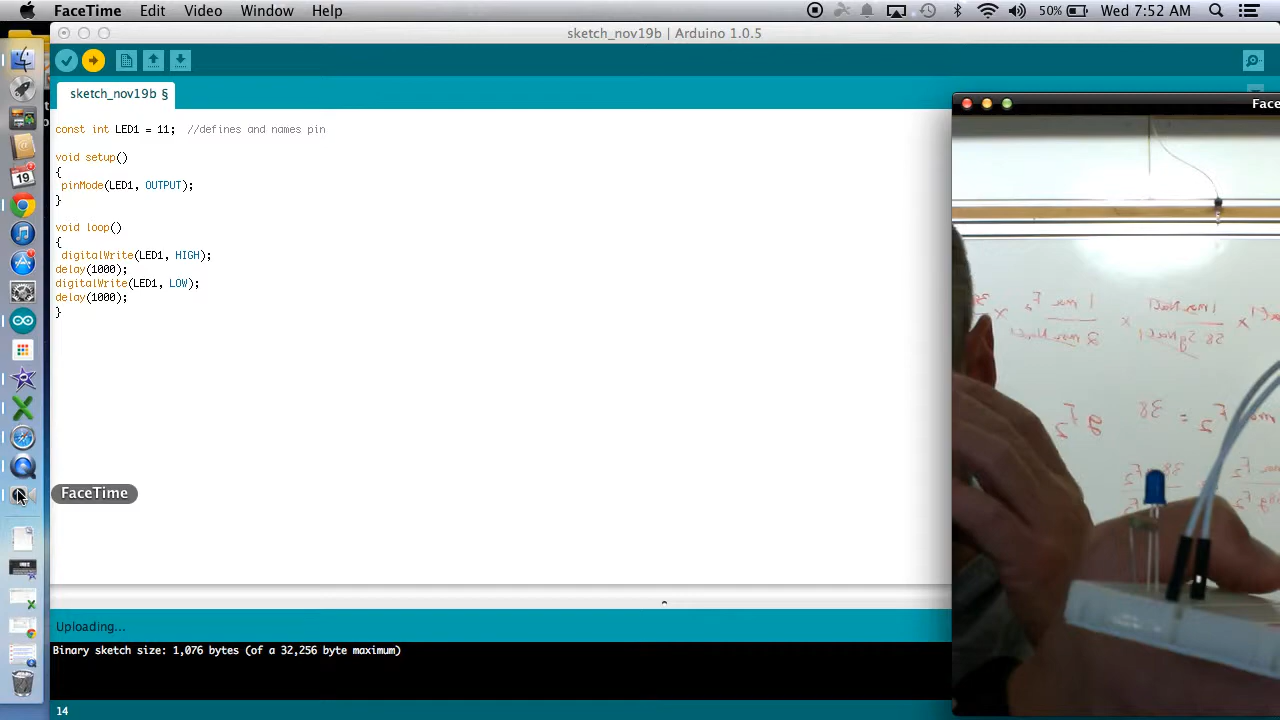 FaceTime Edit Video Window Help 50% Wed 7:52 AM
sketch_nov19b | Arduino 1.0.5
sketch_nov19b §
const int LED1 = 11; //defines and names pin
void setup()
{
pinMode(LED1, OUTPUT);
}
void loop()
{
digitalWrite(LED1, HIGH);
delay(1000);
digitalWrite(LED1, LOW);
delay(1000);
}
Face
19
FaceTime
Uploading...
Binary sketch size: 1,076 bytes (of a 32,256 byte maximum)
14